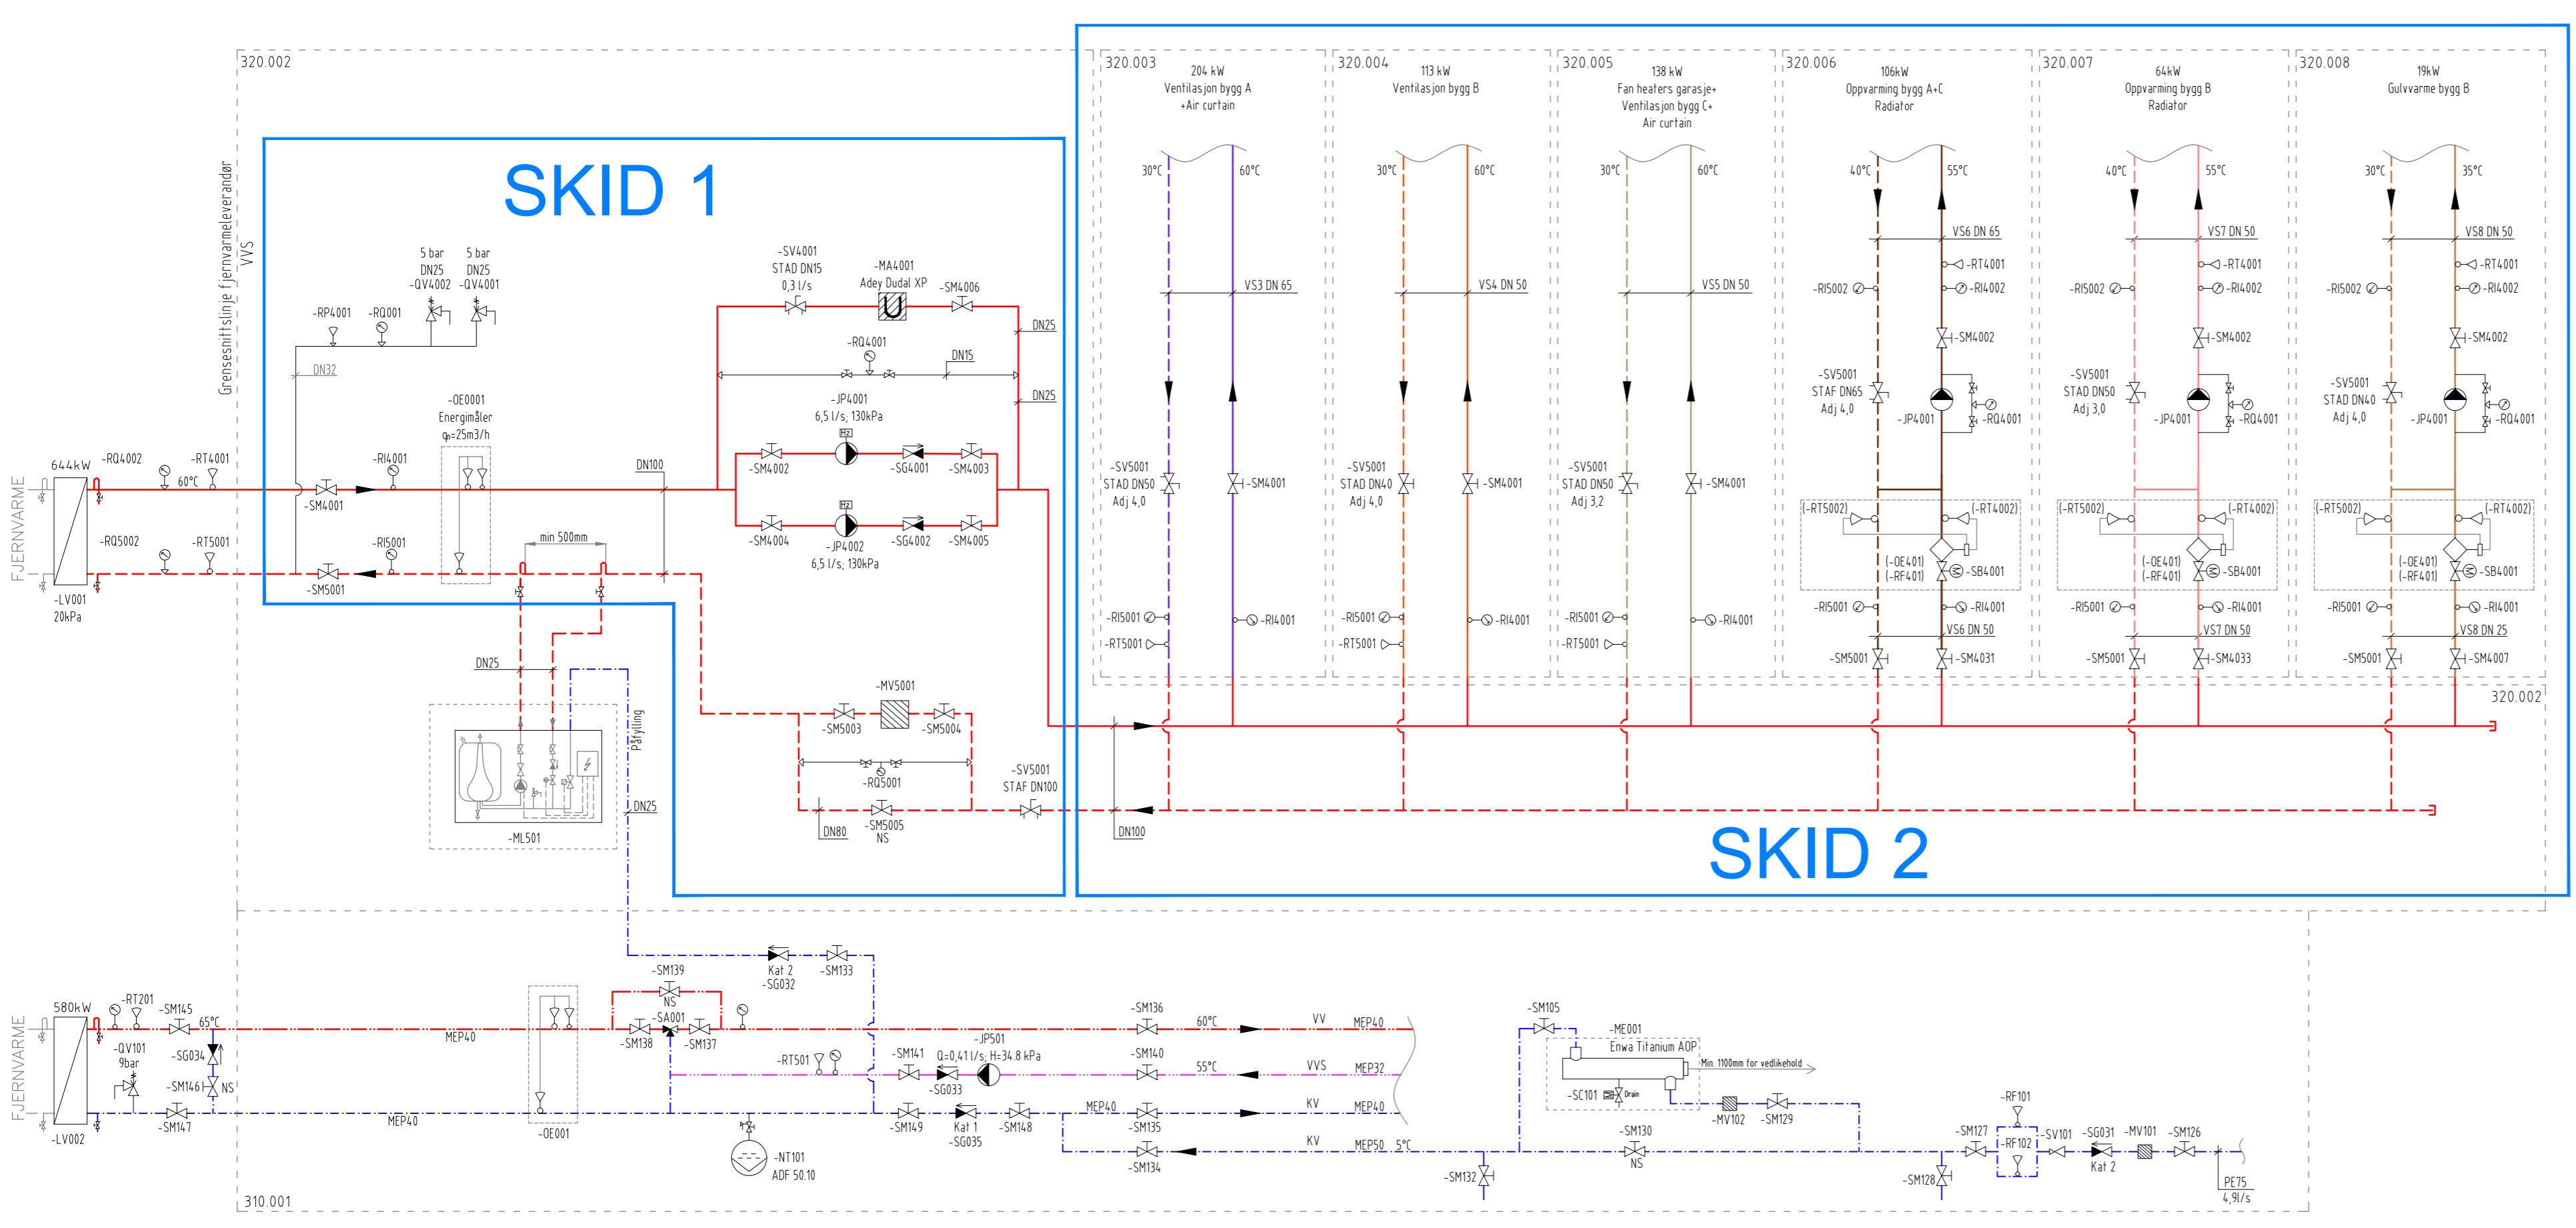 320.002
Grensesnittslinje fjernvarmeleverandør
VVS
SKID 1
5 bar
DN25
-QV4002
5 bar
DN25
-QV4001
-RP4001
-RQ001
DN32
-OE0001
Energimåler
qn=25m3/h
-SV4001
STAD DN15
0,3 l/s
-MA4001
Adey Dudal XP
-SM4006
DN25
-RQ4001
DN15
DN25
-JP4001
6,5 l/s; 130kPa
Hz
-SM4002
-SG4001
-SM4003
Hz
-SM4004
-SG4002
-SM4005
-JP4002
6,5 l/s; 130kPa
FJERNVARME
644kW
-RQ4002
60°C
-RT4001
-SM4001
-RI4001
DN100
-RQ5002
-RT5001
-SM5001
-RI5001
min 500mm
-LV001
20kPa
DN25
Påfylling
DN25
-ML501
-MV5001
-SM5003
-SM5004
-RQ5001
-SV5001
STAF DN100
DN80
-SM5005
NS
DN100
SKID 2
320.003
204 kW
Ventilasjon bygg A
+Air curtain
30°C
60°C
VS3 DN 65
-SV5001
STAD DN50
Adj 4,0
-SM4001
-RI5001
-RI4001
-RT5001
320.004
113 kW
Ventilasjon bygg B
30°C
60°C
VS4 DN 50
-SV5001
STAD DN40
Adj 4,0
-SM4001
-RI5001
-RI4001
-RT5001
320.005
138 kW
Fan heaters garasje+
Ventilasjon bygg C+
Air curtain
30°C
60°C
VS5 DN 50
-SV5001
STAD DN50
Adj 3,2
-SM4001
-RI5001
-RI4001
-RT5001
320.006
106kW
Oppvarming bygg A+C
Radiator
40°C
55°C
VS6 DN 65
-RT4001
-RI5002
-RI4002
-SM4002
-SV5001
STAF DN65
Adj 4,0
-JP4001
-RQ4001
(-RT5002)
(-RT4002)
(-OE401)
(-RF401)
-SB4001
-RI5001
-RI4001
VS6 DN 50
-SM5001
-SM4031
320.007
64kW
Oppvarming bygg B
Radiator
40°C
55°C
VS7 DN 50
-RT4001
-RI5002
-RI4002
-SM4002
-SV5001
STAD DN50
Adj 3,0
-JP4001
-RQ4001
(-RT5002)
(-RT4002)
(-OE401)
(-RF401)
-SB4001
-RI5001
-RI4001
VS7 DN 50
-SM5001
-SM4033
320.008
19kW
Gulvvarme bygg B
30°C
35°C
VS8 DN 50
-RT4001
-RI5002
-RI4002
-SM4002
-SV5001
STAD DN40
Adj 4,0
-JP4001
-RQ4001
(-RT5002)
(-RT4002)
(-OE401)
(-RF401)
-SB4001
-RI5001
-RI4001
VS8 DN 25
-SM5001
-SM4007
320.002
FJERNVARME
580kW
-RT201
-SM145
65°C
-QV101
9bar
-SG034
-SM146
NS
-SM147
-LV002
MEP40
MEP40
-OE001
-SM139
NS
-SA001
-SM138
-SM137
Kat 2
-SG032
-SM133
-RT501
-SM141
-SG033
-JP501
Q=0,41 l/s; H=34.8 kPa
-SM136
60°C
VV
MEP40
-SM140
55°C
VVS
MEP32
-NT101
ADF 50.10
-SM149
Kat 1
-SG035
-SM148
MEP40
-SM135
KV
MEP40
-SM134
KV
MEP50
5°C
-SM105
-ME001
Enwa Titanium AOP
Min. 1100mm for vedlikehold
-SC101
Drain
-MV102
-SM129
-SM130
NS
-SM132
-SM128
-SM127
-RF101
-RF102
-SV101
-SG031
Kat 2
-MV101
-SM126
PE75
4,9l/s
310.001